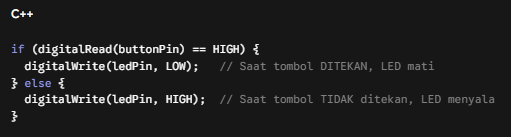 C++
if (digitalRead(buttonPin) == HIGH) {
  digitalWrite(ledPin, LOW);   // Saat tombol DITEKAN, LED mati
} else {
  digitalWrite(ledPin, HIGH);  // Saat tombol TIDAK ditekan, LED menyala
}